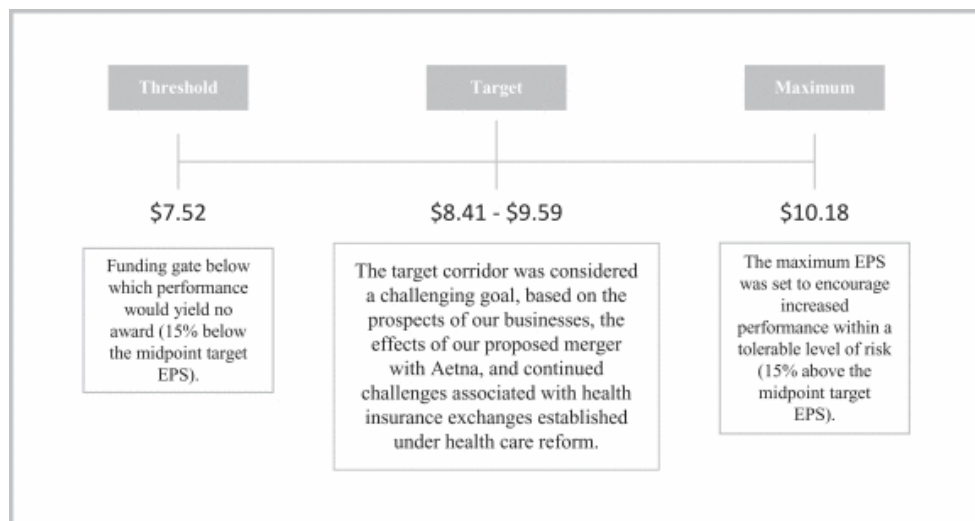 Threshold
Target
Maximum
$7.52
$8.41 - $9.59
$10.18
Funding gate below
which performance
would yield no
award (15% below
the midpoint target
EPS).
The target corridor was considered
a challenging goal, based on the
prospects of our businesses, the
effects of our proposed merger
with Aetna, and continued
challenges associated with health
insurance exchanges established
under health care reform.
The maximum EPS
was set to encourage
increased
performance within a
tolerable level of risk
(15% above the
midpoint target
EPS).